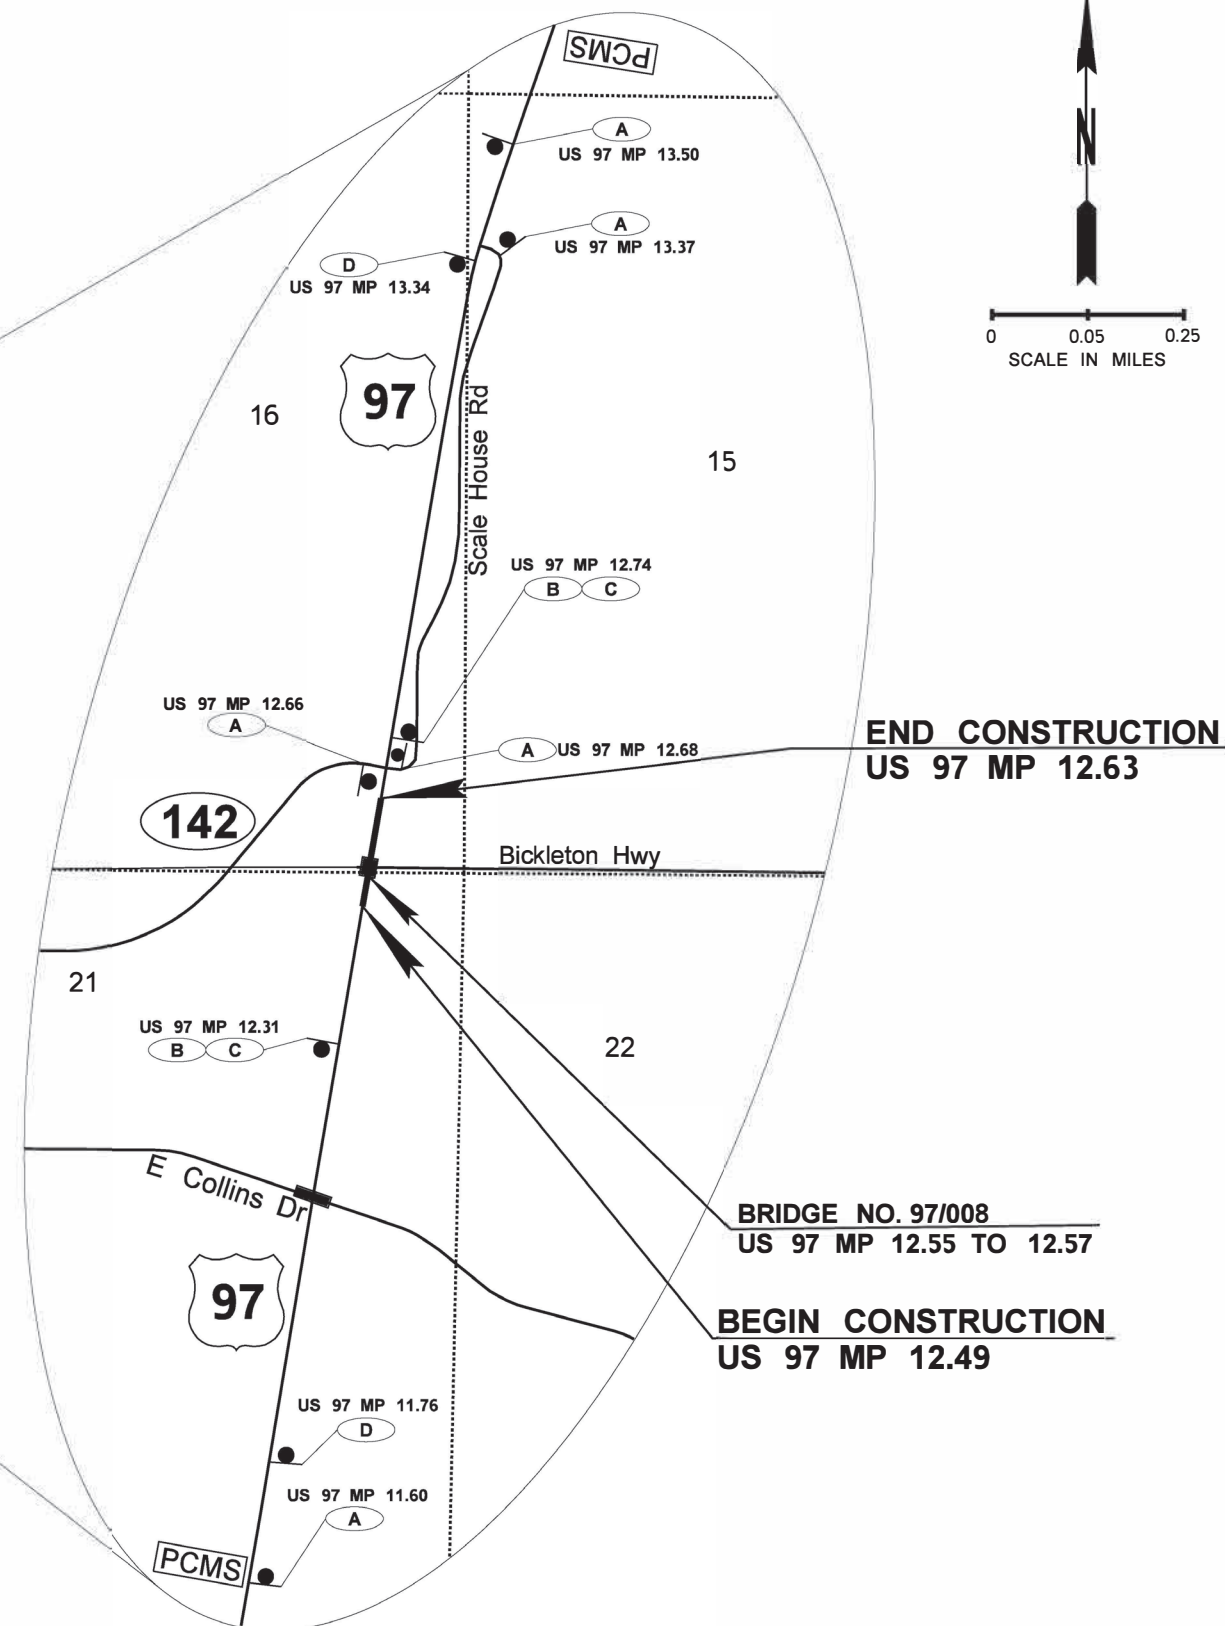 PCMS
A
US 97 MP 13.50
A
US 97 MP 13.37
D
US 97 MP 13.34
N
0 0.05 0.25
SCALE IN MILES
97
16
Scale House Rd
15
US 97 MP 12.74
B C
US 97 MP 12.66
A
A US 97 MP 12.68
END CONSTRUCTION
US 97 MP 12.63
142
Bickleton Hwy
21
US 97 MP 12.31
B C
22
E Collins Dr
BRIDGE NO. 97/008
US 97 MP 12.55 TO 12.57
97
BEGIN CONSTRUCTION
US 97 MP 12.49
US 97 MP 11.76
D
US 97 MP 11.60
A
PCMS